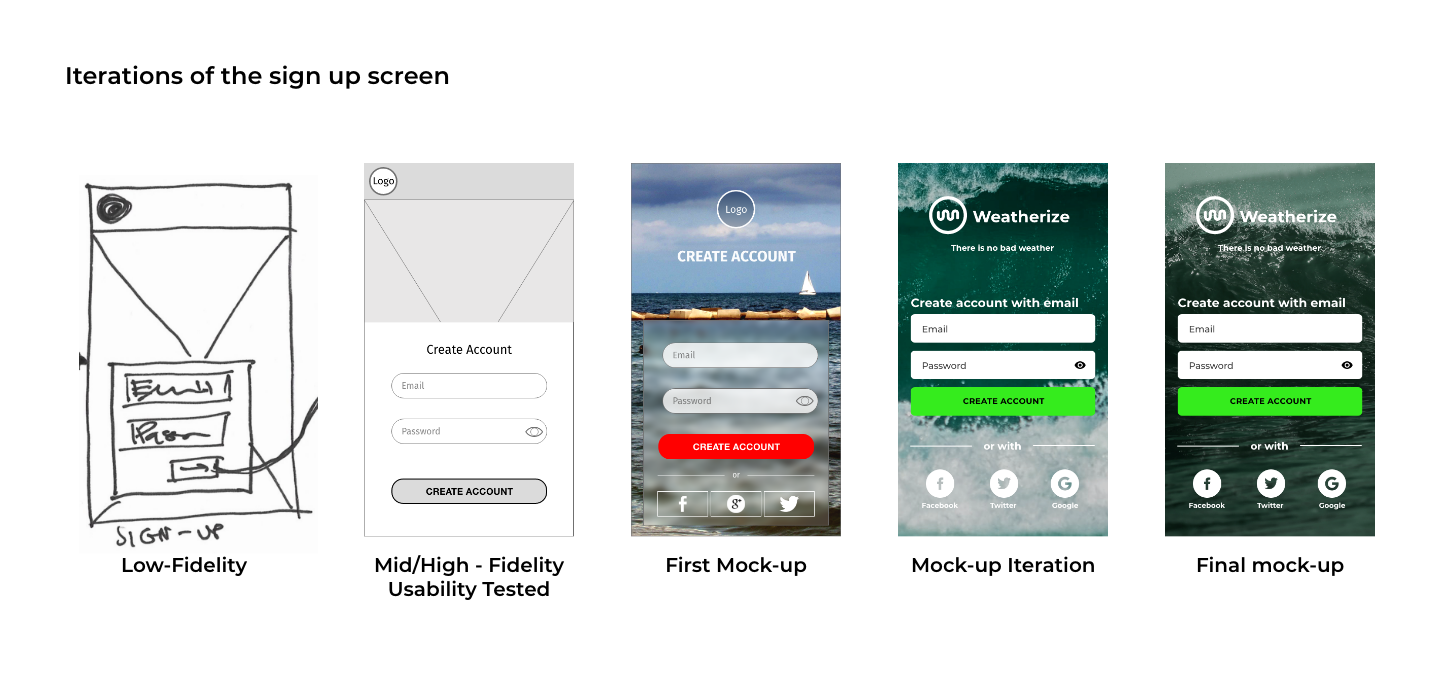 Iterations of the sign up screen
Email
Pass
SIGN-UP
Low-Fidelity
Logo
Create Account
Email
Password
CREATE ACCOUNT
Mid/High - Fidelity
Usability Tested
Logo
CREATE ACCOUNT
Email
Password
CREATE ACCOUNT
or
f
g+
First Mock-up
Weatherize
There is no bad weather
Create account with email
Email
Password
CREATE ACCOUNT
or with
f
G
Facebook Twitter Google
Mock-up Iteration
Weatherize
There is no bad weather
Create account with email
Email
Password
CREATE ACCOUNT
or with
f
G
Facebook Twitter Google
Final mock-up